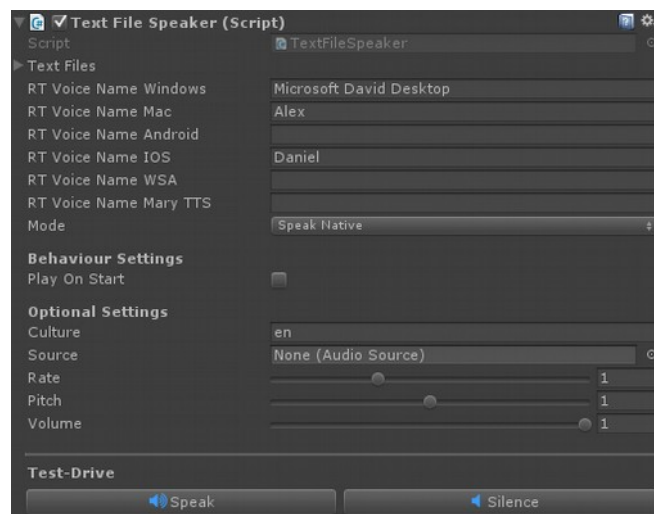 Text File Speaker (Script)
Script TextFileSpeaker
Text Files
RT Voice Name Windows Microsoft David Desktop
RT Voice Name Mac Alex
RT Voice Name Android
RT Voice Name IOS Daniel
RT Voice Name WSA
RT Voice Name Mary TTS
Mode Speak Native
Behaviour Settings
Play On Start
Optional Settings
Culture en
Source None (Audio Source)
Rate 1
Pitch 1
Volume 1
Test-Drive
Speak Silence